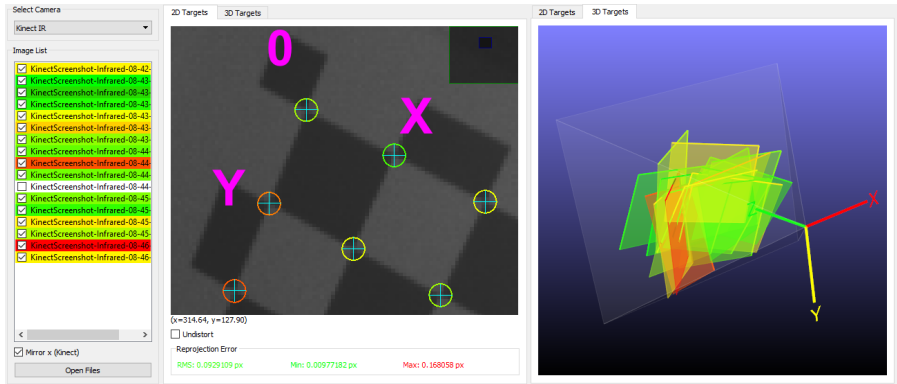 Select Camera
Kinect IR
Image List
KinectScreenshot-Infrared-08-42-
KinectScreenshot-Infrared-08-43-
KinectScreenshot-Infrared-08-43-
KinectScreenshot-Infrared-08-43-
KinectScreenshot-Infrared-08-43-
KinectScreenshot-Infrared-08-43-
KinectScreenshot-Infrared-08-43-
KinectScreenshot-Infrared-08-44-
KinectScreenshot-Infrared-08-44-
KinectScreenshot-Infrared-08-44-
KinectScreenshot-Infrared-08-44-
KinectScreenshot-Infrared-08-45-
KinectScreenshot-Infrared-08-45-
KinectScreenshot-Infrared-08-45-
KinectScreenshot-Infrared-08-45-
KinectScreenshot-Infrared-08-46-
KinectScreenshot-Infrared-08-46-
Mirror x (Kinect)
Open Files
2D Targets 3D Targets
0
X
Y
(x=314.64, y=127.90)
Undistort
Reprojection Error
RMS: 0.0929109 px Min: 0.00977182 px Max: 0.168058 px
2D Targets 3D Targets
X
Z
Y